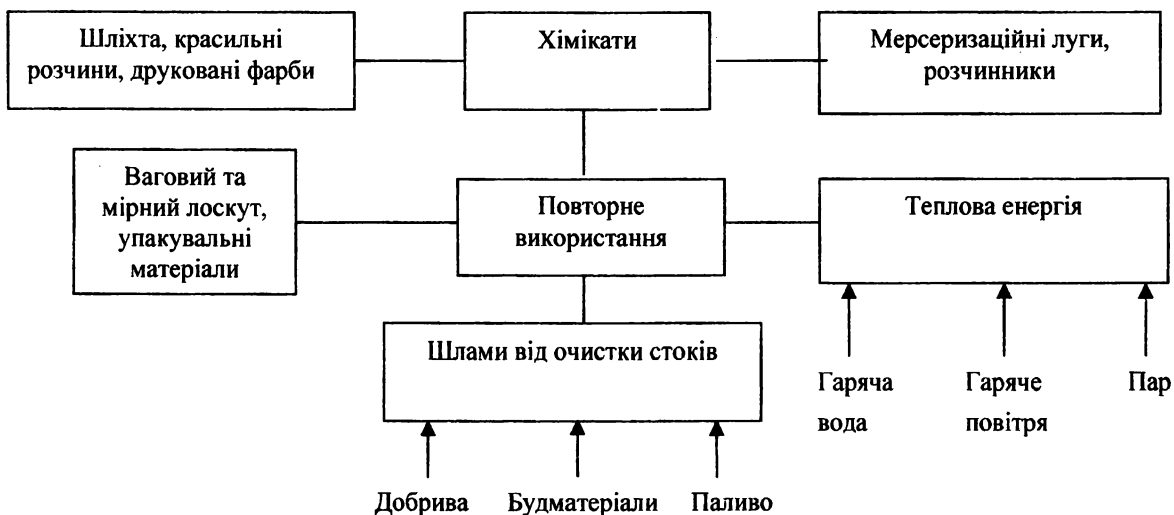 Шліхта, красильні
розчини, друковані фарби
Хімікати
Мерсеризаційні луги,
розчинники
Ваговий та
мірний лоскут,
упакувальні
матеріали
Повторне
використання
Теплова енергія
Шлами від очистки стоків
Гаряча
вода
Гаряче
повітря
Пар
Добрива
Будматеріали
Паливо